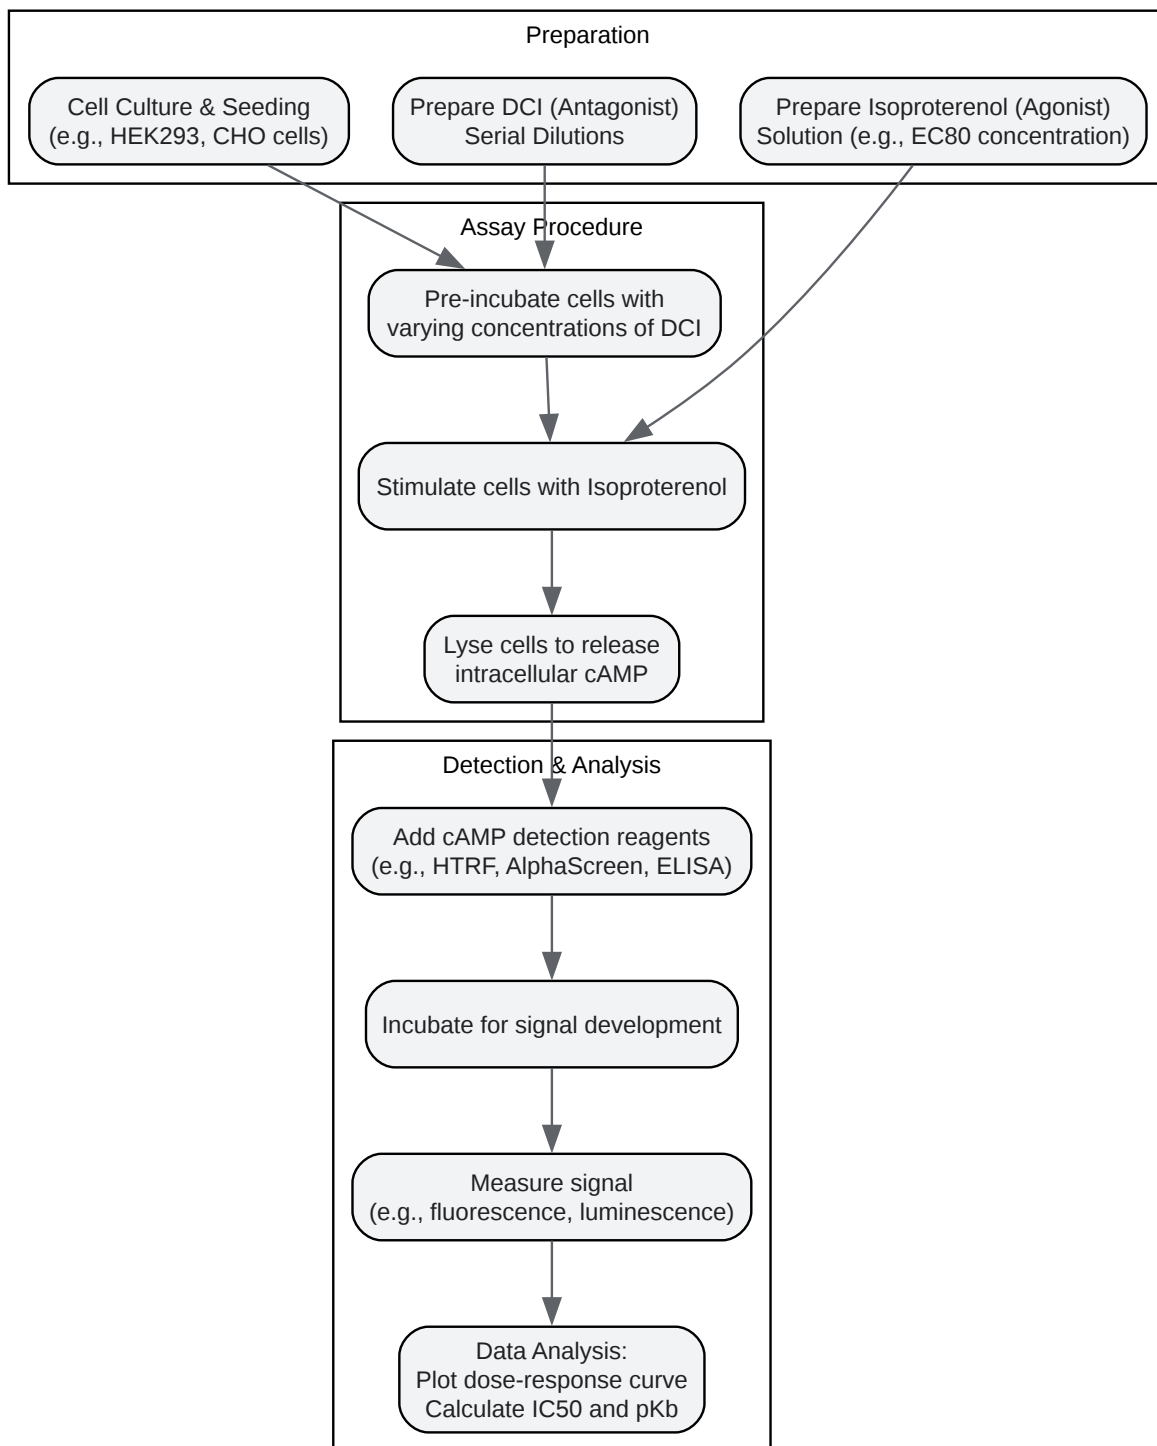 Preparation
Cell Culture & Seeding
(e.g., HEK293, CHO cells)
Prepare DCI (Antagonist)
Serial Dilutions
Prepare Isoproterenol (Agonist)
Solution (e.g., EC80 concentration)
Assay Procedure
Pre-incubate cells with
varying concentrations of DCI
Stimulate cells with Isoproterenol
Lyse cells to release
intracellular cAMP
Detection & Analysis
Add cAMP detection reagents
(e.g., HTRF, AlphaScreen, ELISA)
Incubate for signal development
Measure signal
(e.g., fluorescence, luminescence)
Data Analysis:
Plot dose-response curve
Calculate IC50 and pKb